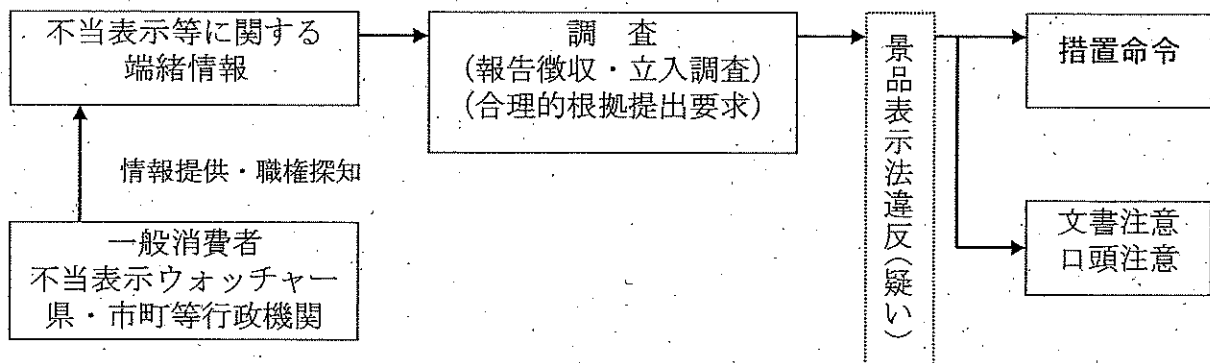 不当表示等に関する
端緒情報
調　査
(報告徴収・立入調査)
(合理的根拠提出要求)
景品表示法違反(疑い)
措置命令
情報提供・職権探知
文書注意
口頭注意
一般消費者
不当表示ウォッチャー
県・市町等行政機関